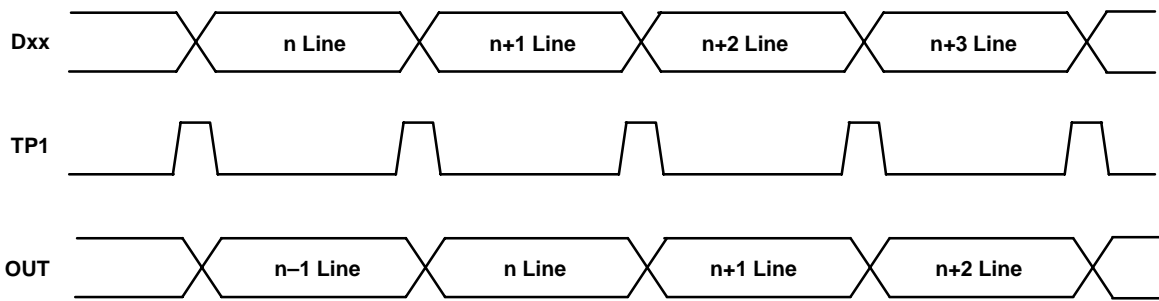 Dxx n Line n+1 Line n+2 Line n+3 Line
TP1
OUT n–1 Line n Line n+1 Line n+2 Line